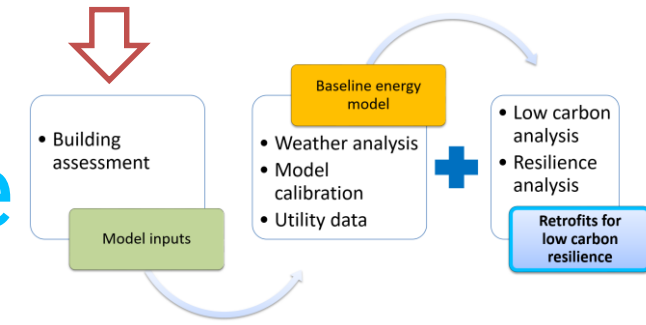 • Building
assessment
Model inputs
Baseline energy
model
• Weather analysis
• Model
calibration
• Utility data
• Low carbon
analysis
• Resilience
analysis
Retrofits for
low carbon
resilience
e